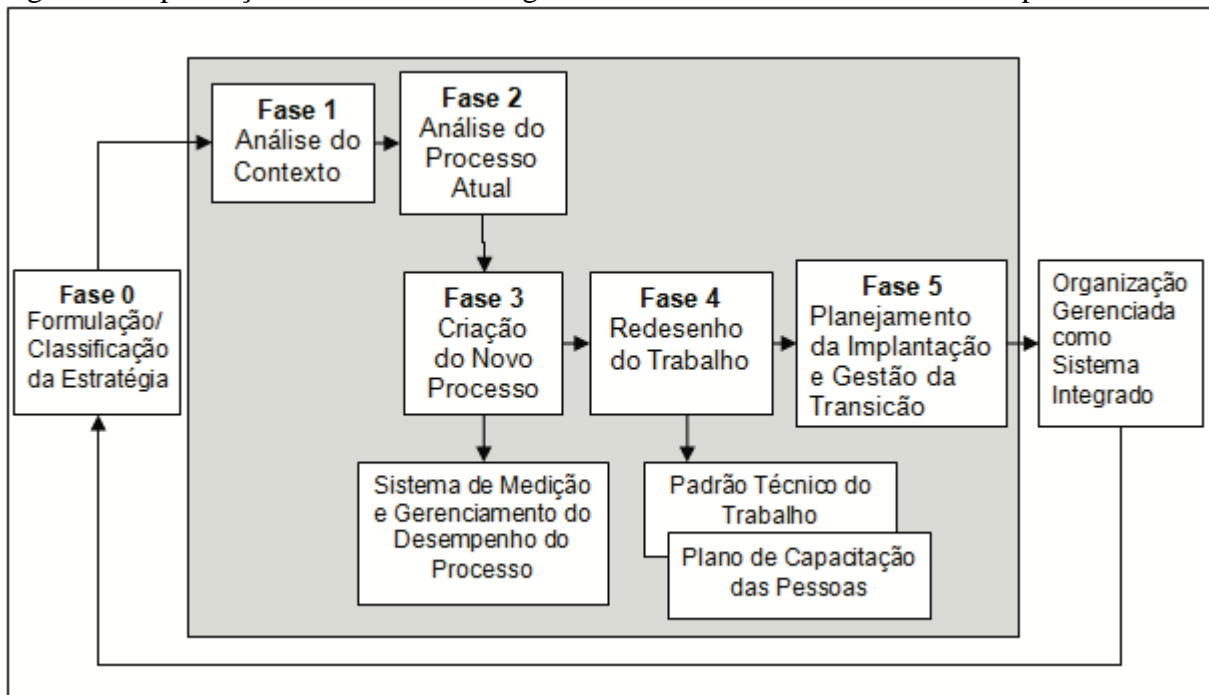 Fase 1
Análise do
Contexto
Fase 2
Análise do
Processo
Atual
Fase 0
Formulação/
Classificação
da Estratégia
Fase 3
Criação
do Novo
Processo
Fase 4
Redesenho
do Trabalho
Fase 5
Planejamento
da Implantação
e Gestão da
Transicão
Organização
Gerenciada
como
Sistema
Integrado
Sistema de Medição
e Gerenciamento do
Desempenho do
Processo
Padrão Técnico do
Trabalho
Plano de Capacitação
das Pessoas